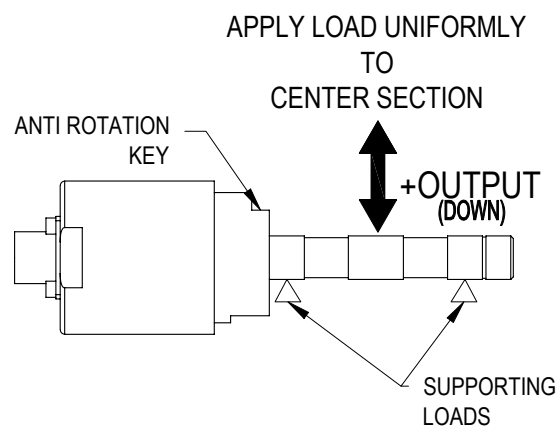 APPLY LOAD UNIFORMLY
TO
CENTER SECTION
ANTI ROTATION
KEY
+OUTPUT
(DOWN)
SUPPORTING
LOADS